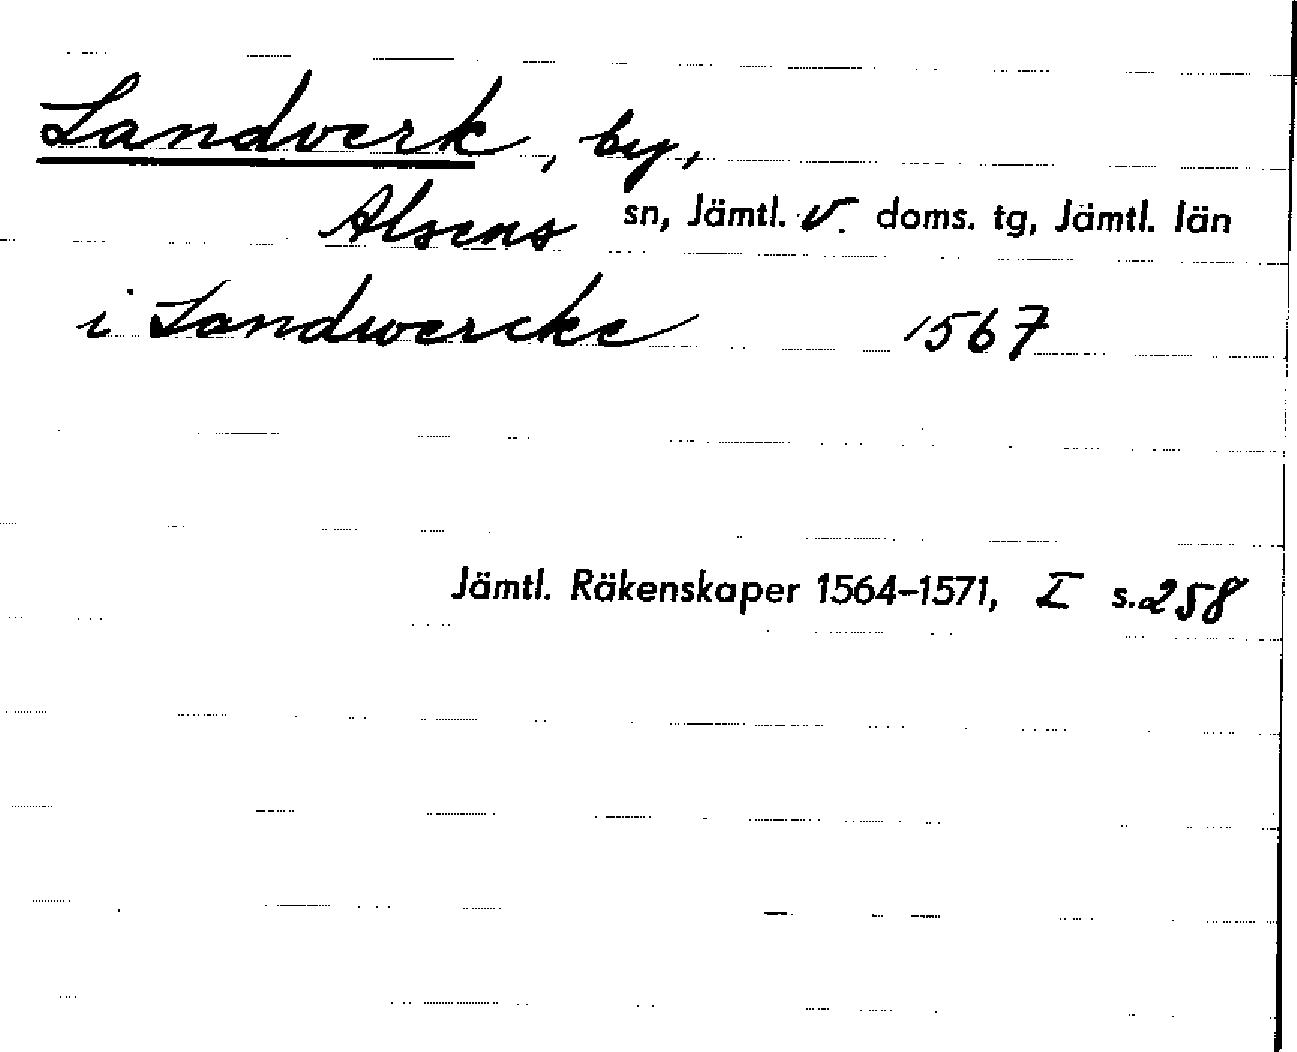 Landverk, by,
Alsens sn, Jämtl. v. doms. tg, Jämtl. län
i Landwercke 1567
Jämtl. Räkenskaper 1564–1571, I s. 258